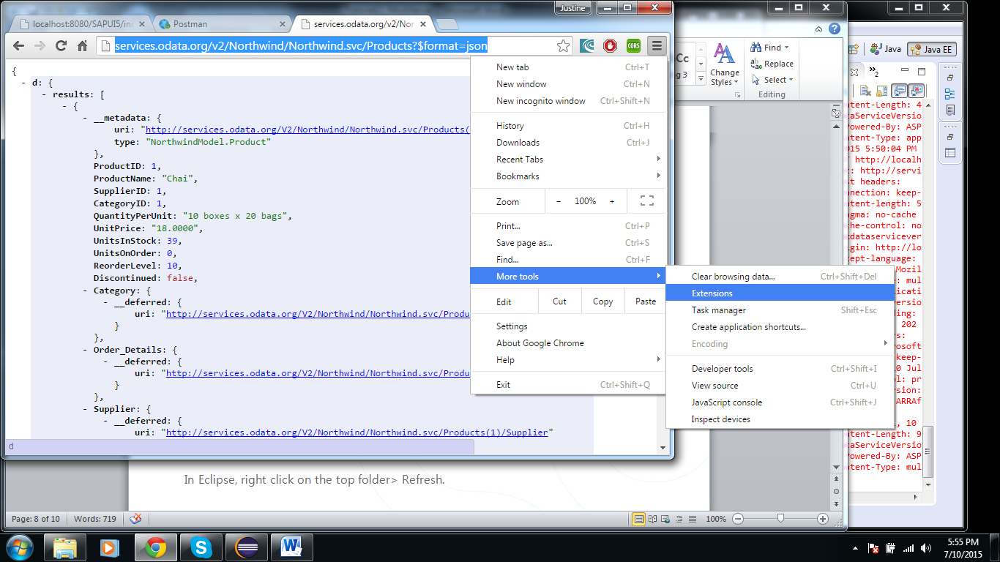 Justine
localhost:8080/SAPUI5/in
Postman
services.odata.org/v2/Nor
services.odata.org/v2/Northwind/Northwind.svc/Products?$format=json
CORS
{
- d: {
- results: [
- {
- __metadata: {
uri: "http://services.odata.org/V2/Northwind/Northwind.svc/Products(
type: "NorthwindModel.Product"
},
ProductID: 1,
ProductName: "Chai",
SupplierID: 1,
CategoryID: 1,
QuantityPerUnit: "10 boxes x 20 bags",
UnitPrice: "18.0000",
UnitsInStock: 39,
UnitsOnOrder: 0,
ReorderLevel: 10,
Discontinued: false,
- Category: {
- __deferred: {
uri: "http://services.odata.org/V2/Northwind/Northwind.svc/Produ
}
},
- Order_Details: {
- __deferred: {
uri: "http://services.odata.org/V2/Northwind/Northwind.svc/Produ
}
},
- Supplier: {
- __deferred: {
uri: "http://services.odata.org/V2/Northwind/Northwind.svc/Products(1)/Supplier"
d
New tab Ctrl+T
New window Ctrl+N
New incognito window Ctrl+Shift+N
History Ctrl+H
Downloads Ctrl+J
Recent Tabs
Bookmarks
Zoom − 100% +
Print... Ctrl+P
Save page as... Ctrl+S
Find... Ctrl+F
More tools
Edit Cut Copy Paste
Settings
About Google Chrome
Help
Exit Ctrl+Shift+Q
Clear browsing data... Ctrl+Shift+Del
Extensions
Task manager Shift+Esc
Create application shortcuts...
Encoding
Developer tools Ctrl+Shift+I
View source Ctrl+U
JavaScript console Ctrl+Shift+J
Inspect devices
Cc
g 3
Change
Styles
Find
Replace
Select
Editing
Java
Java EE
2
ntent-Length: 4
ataServiceVersio
Powered-By: ASP
ntent-Type: app
015 5:50:04 PM
T http://localh
t: http://servi
st headers:
nnection: keep-
ntent-length: 5
agma: no-cache
che-control: no
xdataservicever
igin: http://lo
cept-language:
Mozil
e: mul
licati
Versio
ding:
202
s:
rosoft
keep-
0 Jul
l: pr
rsion:
ARRAf
, 10
ntent-Length: 9
ataServiceVersio
Powered-By: ASP
ntent-Type: mul
In Eclipse, right click on the top folder> Refresh.
Page: 8 of 10 Words: 719
100%
5:55 PM
7/10/2015